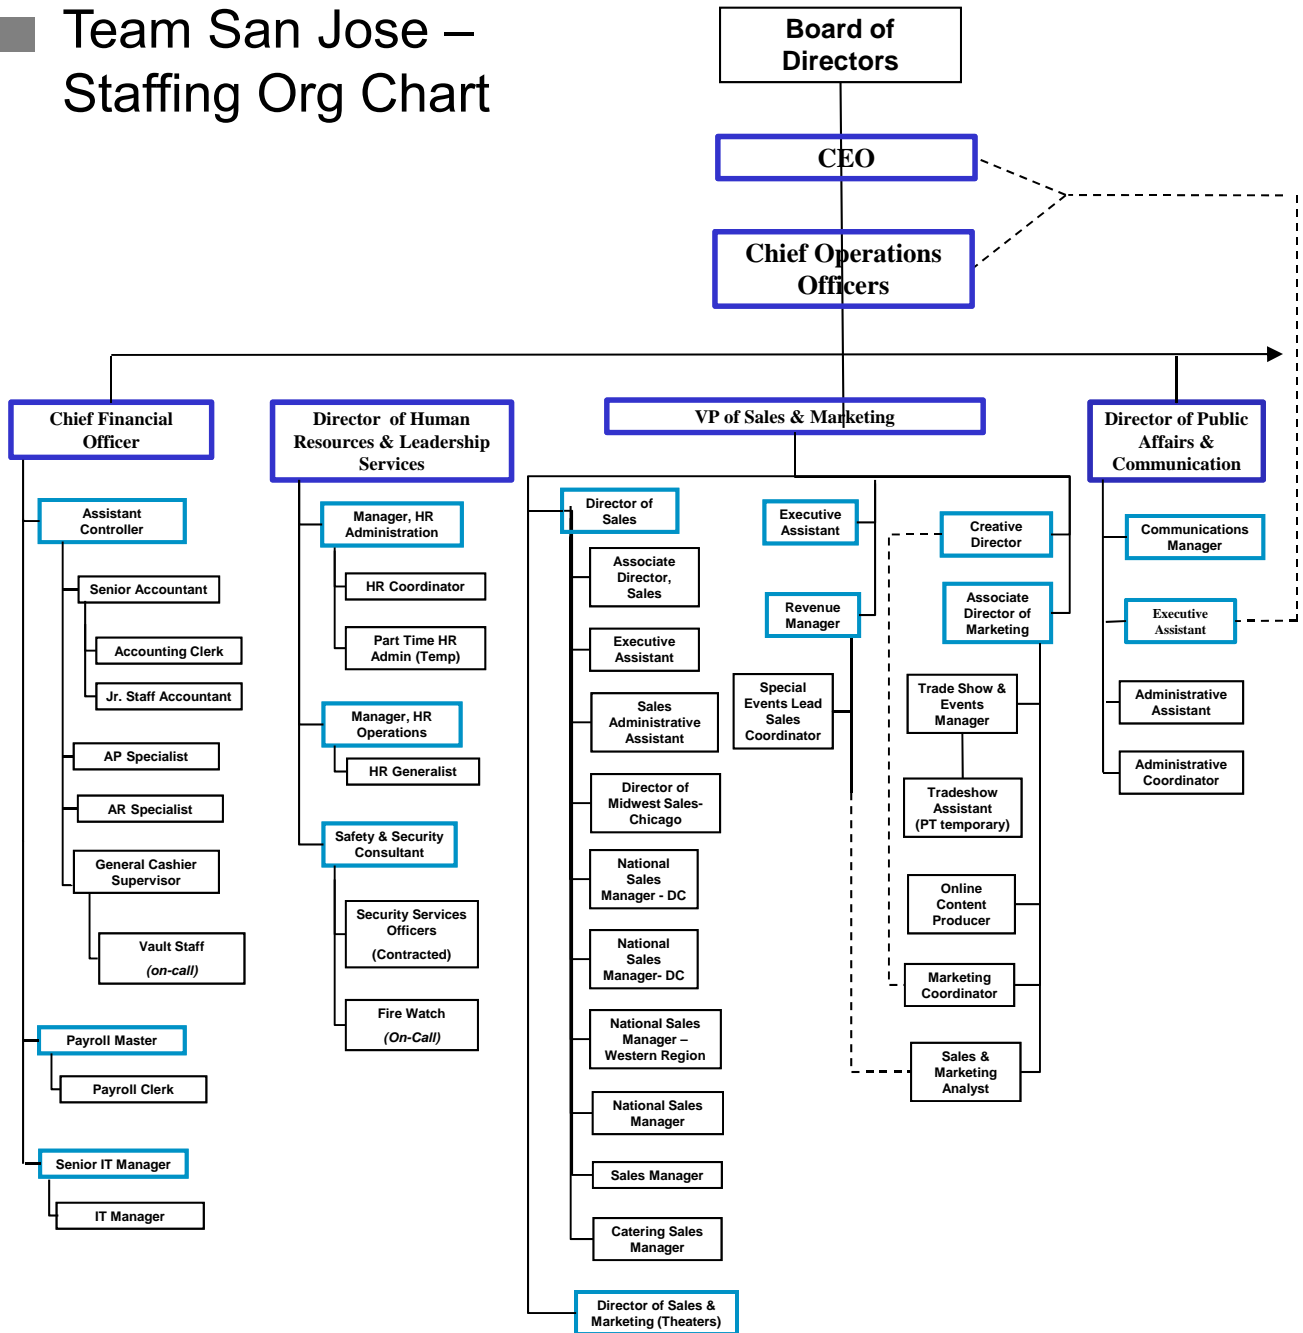 Team San Jose –
Staffing Org Chart
Board of
Directors
CEO
Chief Operations
Officers
Chief Financial
Officer
Director of Human
Resources & Leadership
Services
VP of Sales & Marketing
Director of Public
Affairs &
Communication
Assistant
Controller
Senior Accountant
Accounting Clerk
Jr. Staff Accountant
AP Specialist
AR Specialist
General Cashier
Supervisor
Vault Staff
(on-call)
Payroll Master
Payroll Clerk
Senior IT Manager
IT Manager
Manager, HR
Administration
HR Coordinator
Part Time HR
Admin (Temp)
Manager, HR
Operations
HR Generalist
Safety & Security
Consultant
Security Services
Officers
(Contracted)
Fire Watch
(On-Call)
Director of
Sales
Associate
Director,
Sales
Executive
Assistant
Sales
Administrative
Assistant
Director of
Midwest Sales-
Chicago
National
Sales
Manager - DC
National
Sales
Manager- DC
National Sales
Manager –
Western Region
National Sales
Manager
Sales Manager
Catering Sales
Manager
Director of Sales &
Marketing (Theaters)
Executive
Assistant
Revenue
Manager
Special
Events Lead
Sales
Coordinator
Creative
Director
Associate
Director of
Marketing
Trade Show &
Events
Manager
Tradeshow
Assistant
(PT temporary)
Online
Content
Producer
Marketing
Coordinator
Sales &
Marketing
Analyst
Communications
Manager
Executive
Assistant
Administrative
Assistant
Administrative
Coordinator